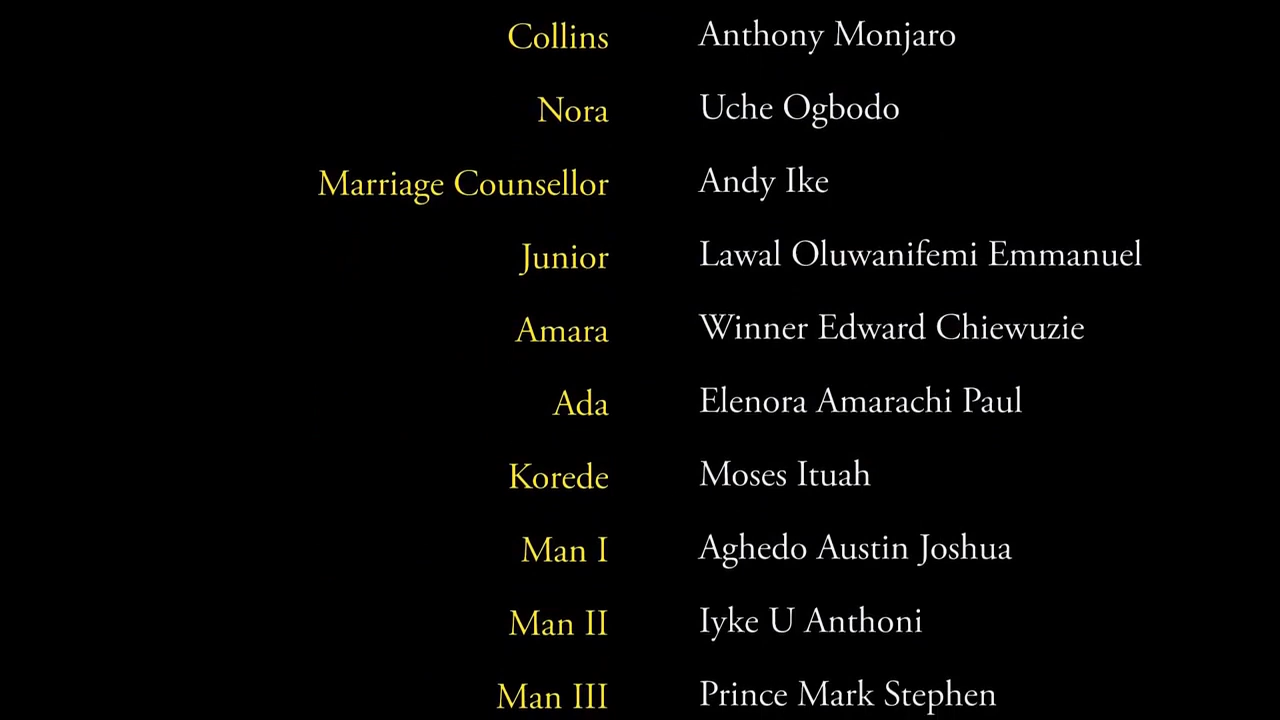 Collins Anthony Monjaro
Nora Uche Ogbodo
Marriage Counsellor Andy Ike
Junior Lawal Oluwanifemi Emmanuel
Amara Winner Edward Chiewuzie
Ada Elenora Amarachi Paul
Korede Moses Ituah
Man I Aghedo Austin Joshua
Man II Iyke U Anthoni
Man III Prince Mark Stephen